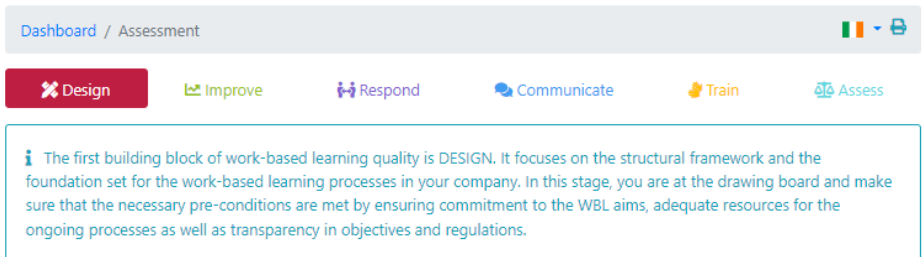 Dashboard / Assessment
Design Improve Respond Communicate Train Assess
The first building block of work-based learning quality is DESIGN. It focuses on the structural framework and the
foundation set for the work-based learning processes in your company. In this stage, you are at the drawing board and make
sure that the necessary pre-conditions are met by ensuring commitment to the WBL aims, adequate resources for the
ongoing processes as well as transparency in objectives and regulations.